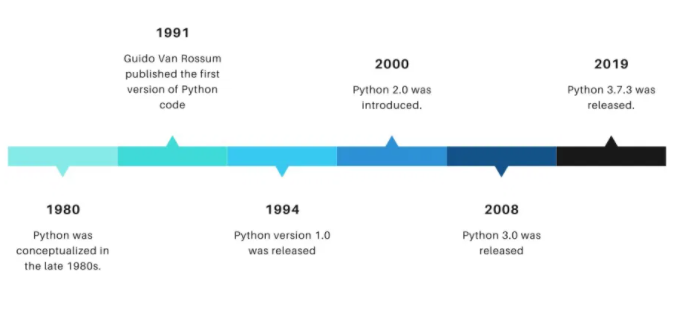 1991
Guido Van Rossum
published the first
version of Python
code
2000
Python 2.0 was
introduced.
2019
Python 3.7.3 was
released.
1980
Python was
conceptualized in
the late 1980s.
1994
Python version 1.0
was released
2008
Python 3.0 was
released